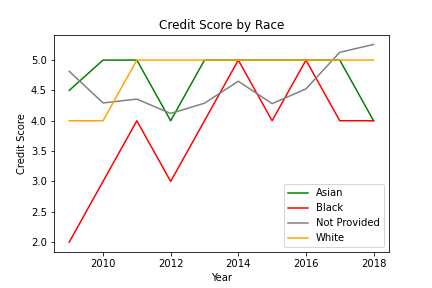 Credit Score by Race
Credit Score
5.0
4.5
4.0
3.5
3.0
2.5
2.0
Asian
Black
Not Provided
White
2010
2012
2014
2016
2018
Year